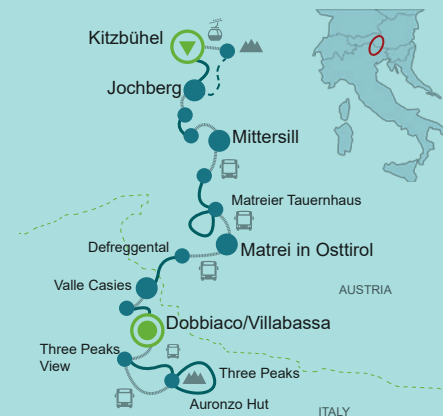 Kitzbühel
Jochberg
Mittersill
Matreier Tauernhaus
Defreggental
Matrei in Osttirol
Valle Casies
AUSTRIA
Dobbiaco/Villabassa
Three Peaks
View
Three Peaks
Auronzo Hut
ITALY